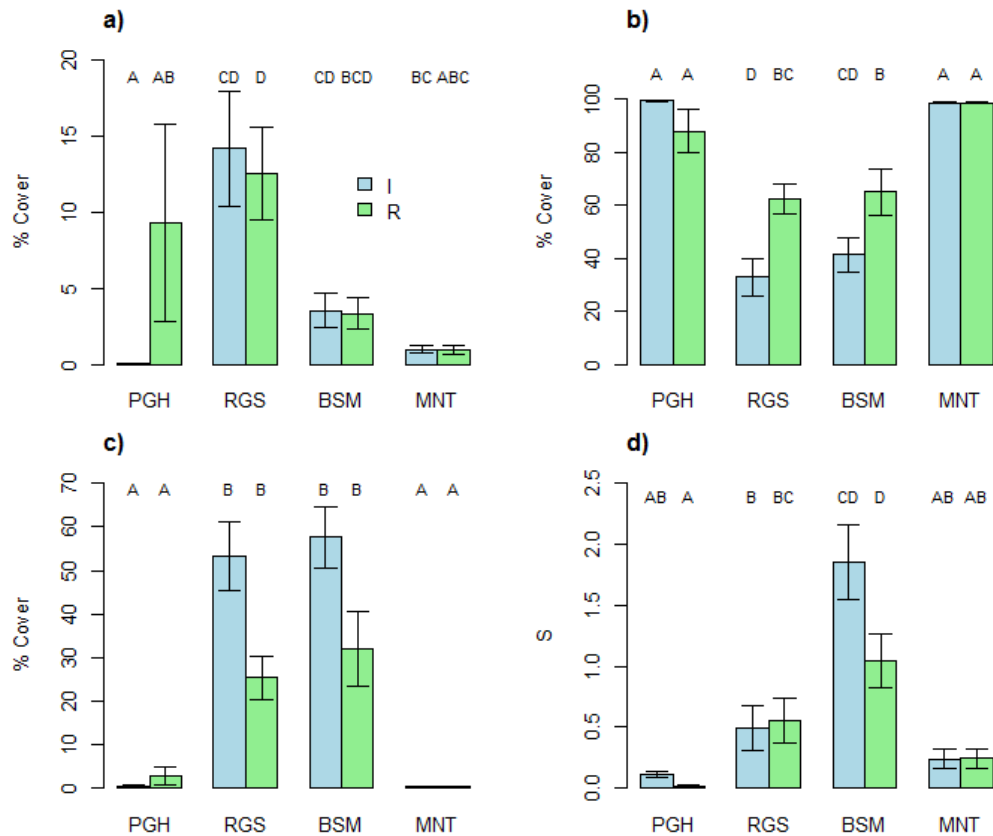 a)
% Cover
20
15
10
5
0
A AB CD D CD BCD BC ABC
I
R
PGH RGS BSM MNT
b)
% Cover
100
80
60
40
20
0
A A D BC CD B A A
PGH RGS BSM MNT
c)
% Cover
70
60
50
40
30
20
10
0
A A B B B B A A
PGH RGS BSM MNT
d)
S
2.5
2.0
1.5
1.0
0.5
0.0
AB A B BC CD D AB AB
PGH RGS BSM MNT